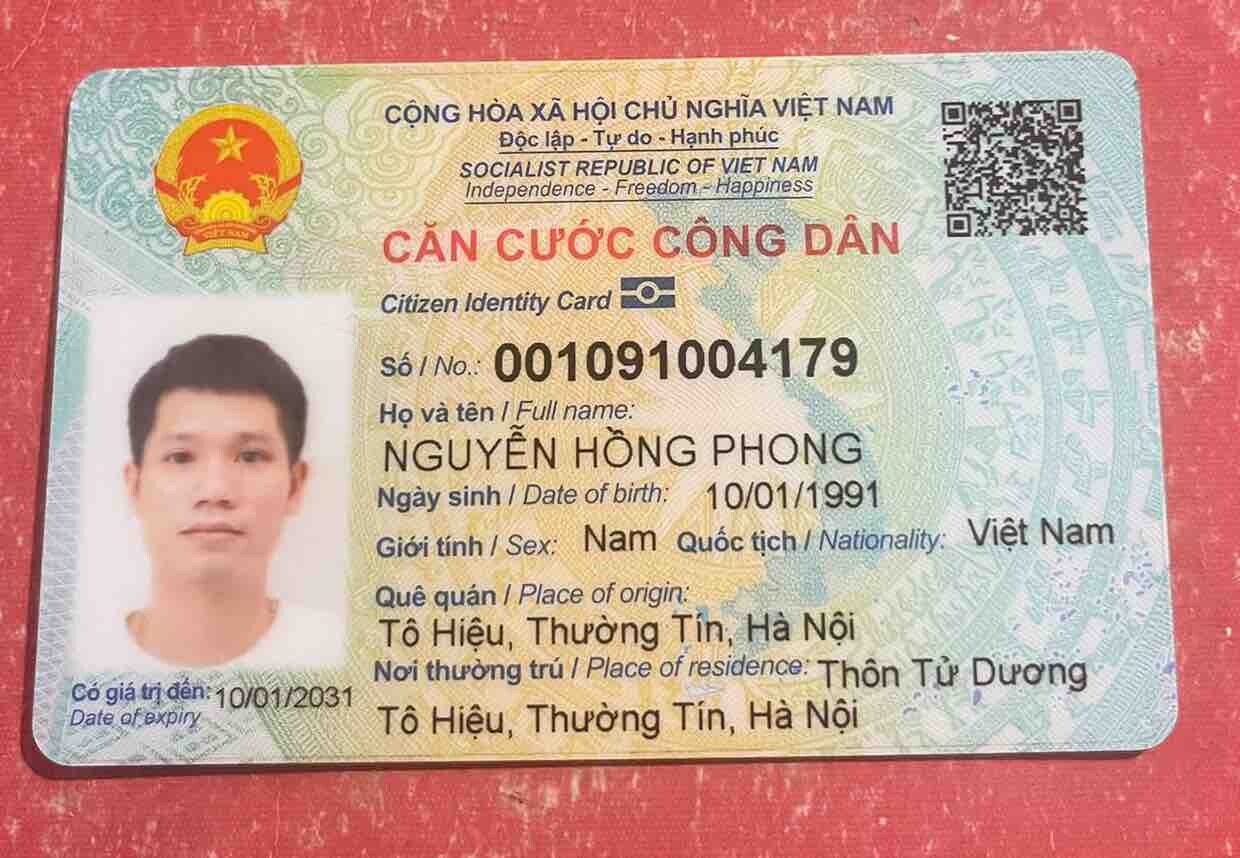 CỘNG HÒA XÃ HỘI CHỦ NGHĨA VIỆT NAM
Độc lập - Tự do - Hạnh phúc
SOCIALIST REPUBLIC OF VIET NAM
Independence - Freedom - Happiness
VIỆT NAM
CĂN CƯỚC CÔNG DÂN
Citizen Identity Card
Số / No.: 001091004179
Họ và tên / Full name:
NGUYỄN HỒNG PHONG
Ngày sinh / Date of birth: 10/01/1991
Giới tính / Sex: Nam Quốc tịch / Nationality: Việt Nam
Quê quán / Place of origin:
Tô Hiệu, Thường Tín, Hà Nội
Nơi thường trú / Place of residence: Thôn Tử Dương
Tô Hiệu, Thường Tín, Hà Nội
Có giá trị đến: 10/01/2031
Date of expiry